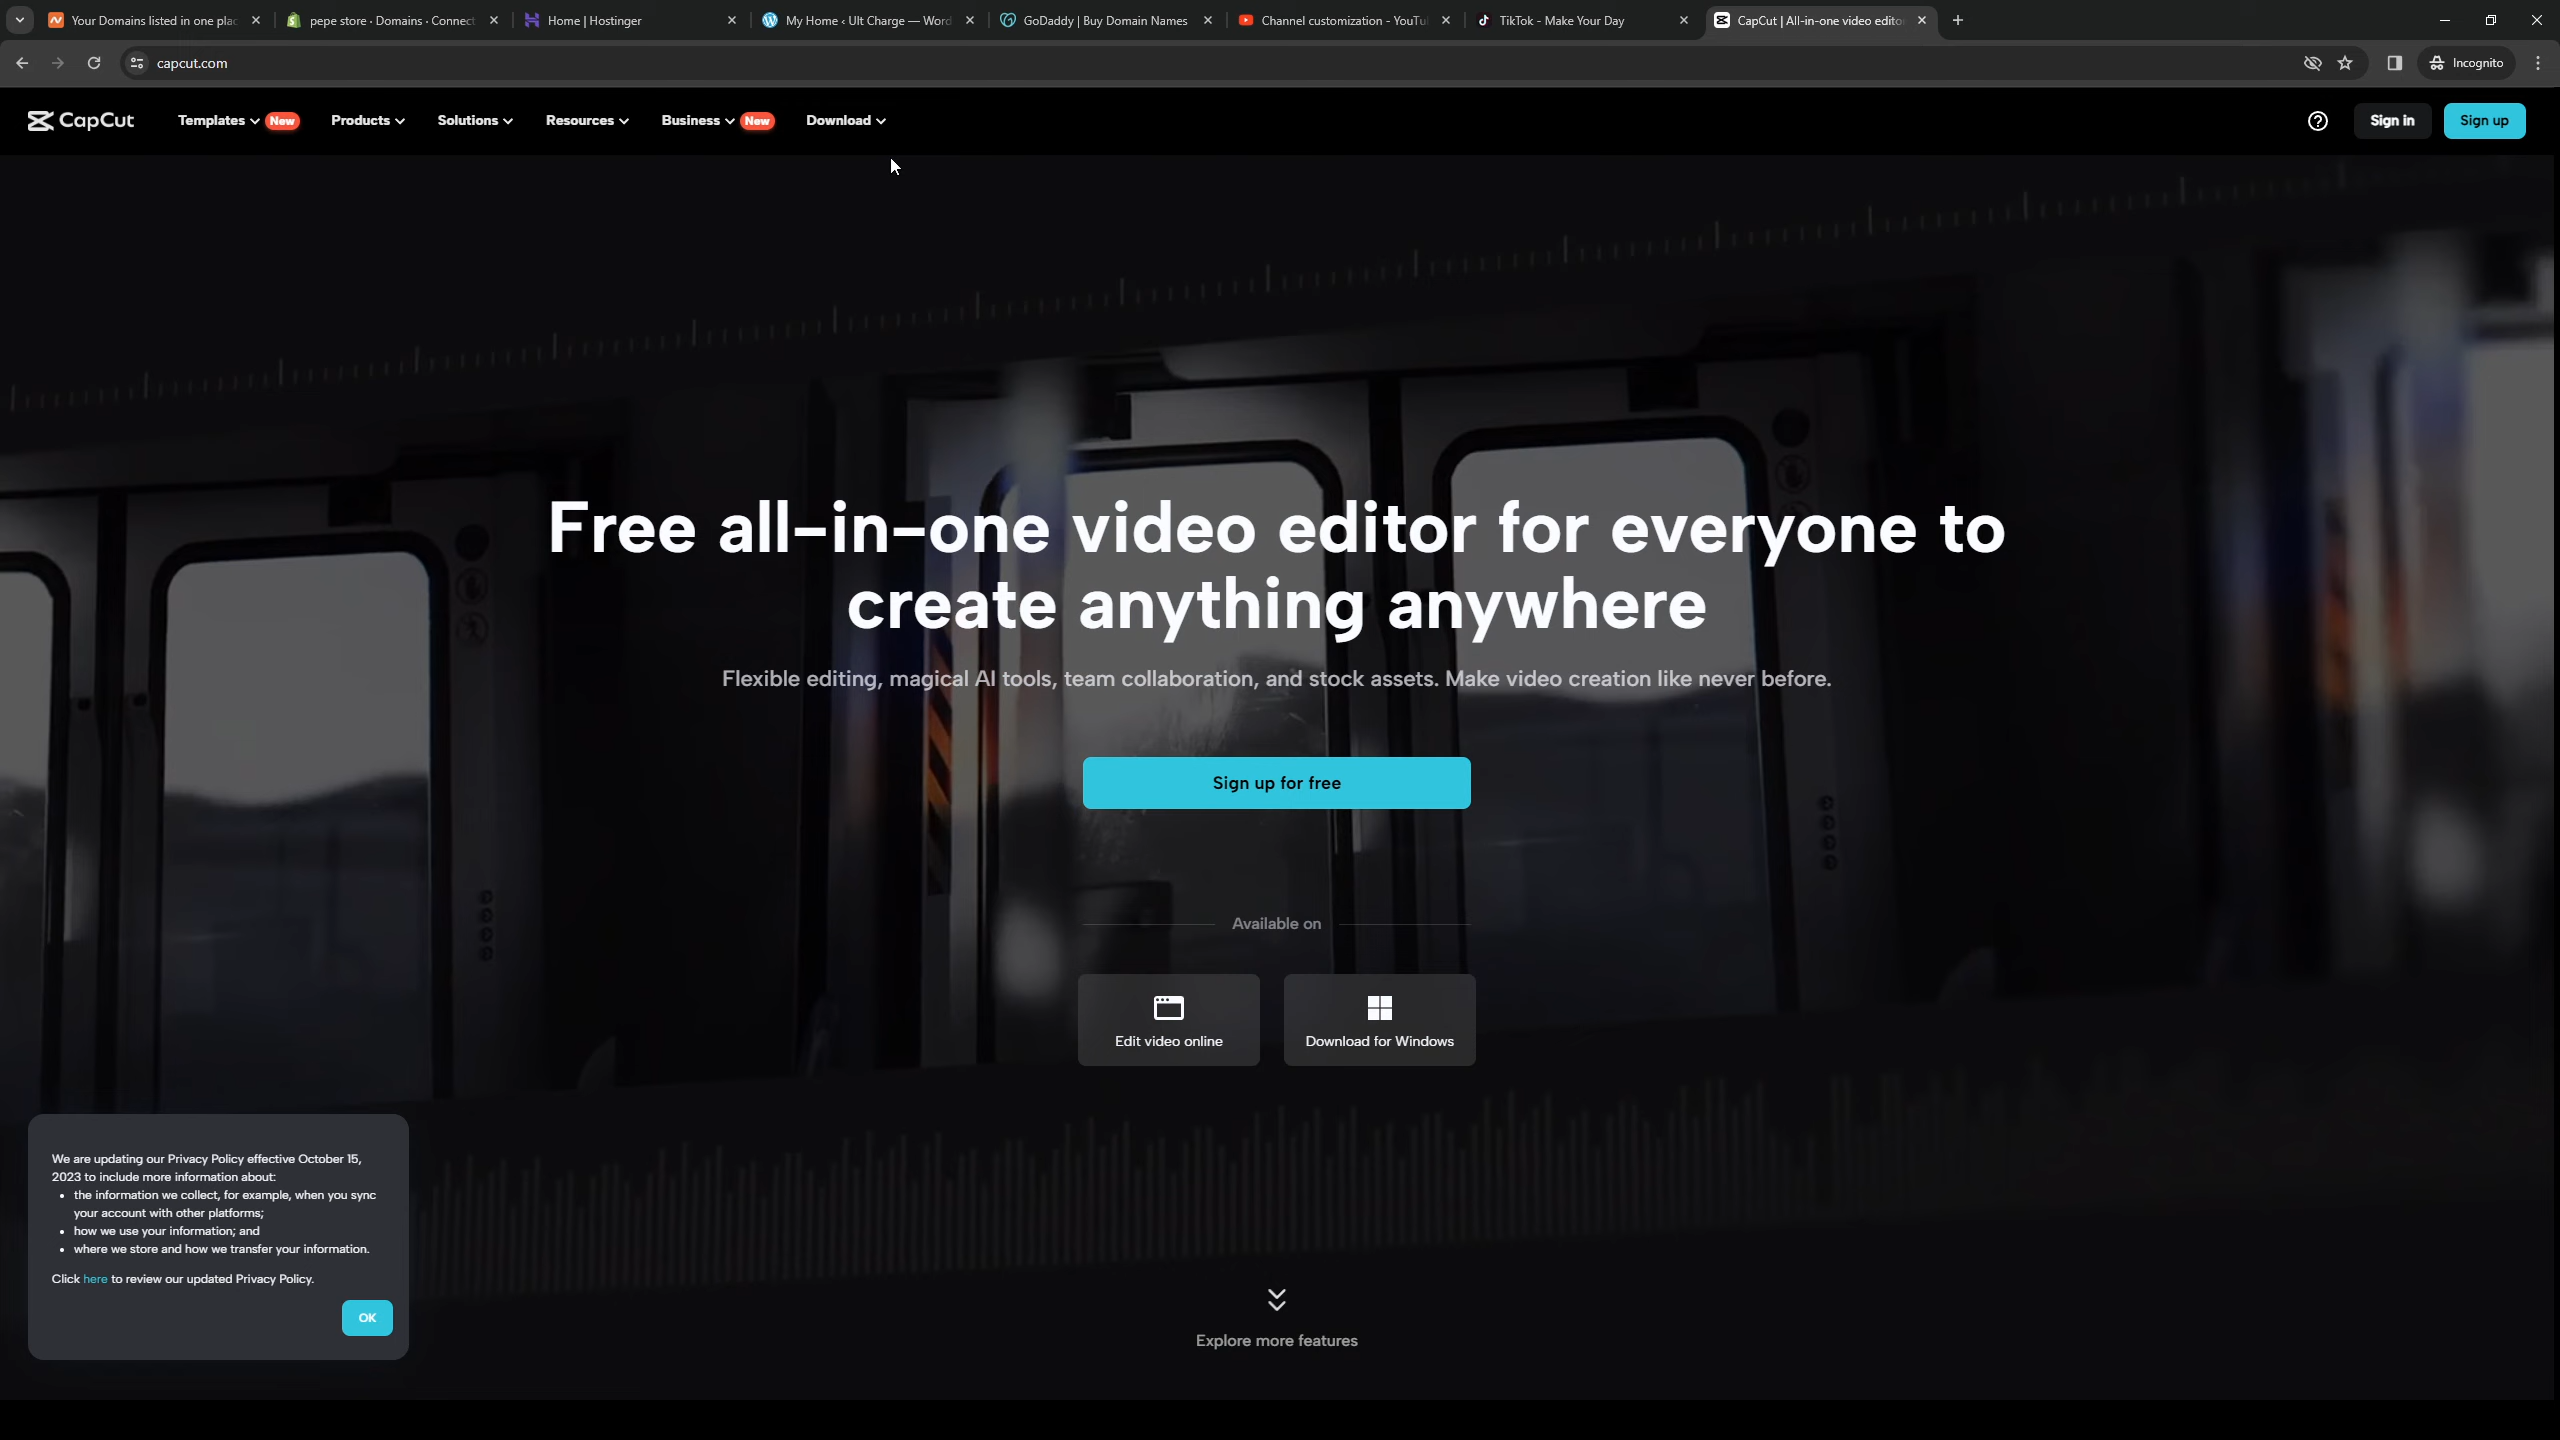 Your Domains listed in one plac
pepe store · Domains · Connect
Home | Hostinger
My Home ‹ Ult Charge — Word
GoDaddy | Buy Domain Names
Channel customization - YouTu
TikTok - Make Your Day
CapCut | All-in-one video edito
capcut.com
Incognito
CapCut
Templates New
Products
Solutions
Resources
Business New
Download
Sign in
Sign up
Free all-in-one video editor for everyone to
create anything anywhere
Flexible editing, magical AI tools, team collaboration, and stock assets. Make video creation like never before.
Sign up for free
Available on
Edit video online
Download for Windows
We are updating our Privacy Policy effective October 15,
2023 to include more information about:
• the information we collect, for example, when you sync
your account with other platforms;
• how we use your information; and
• where we store and how we transfer your information.
Click here to review our updated Privacy Policy.
OK
Explore more features